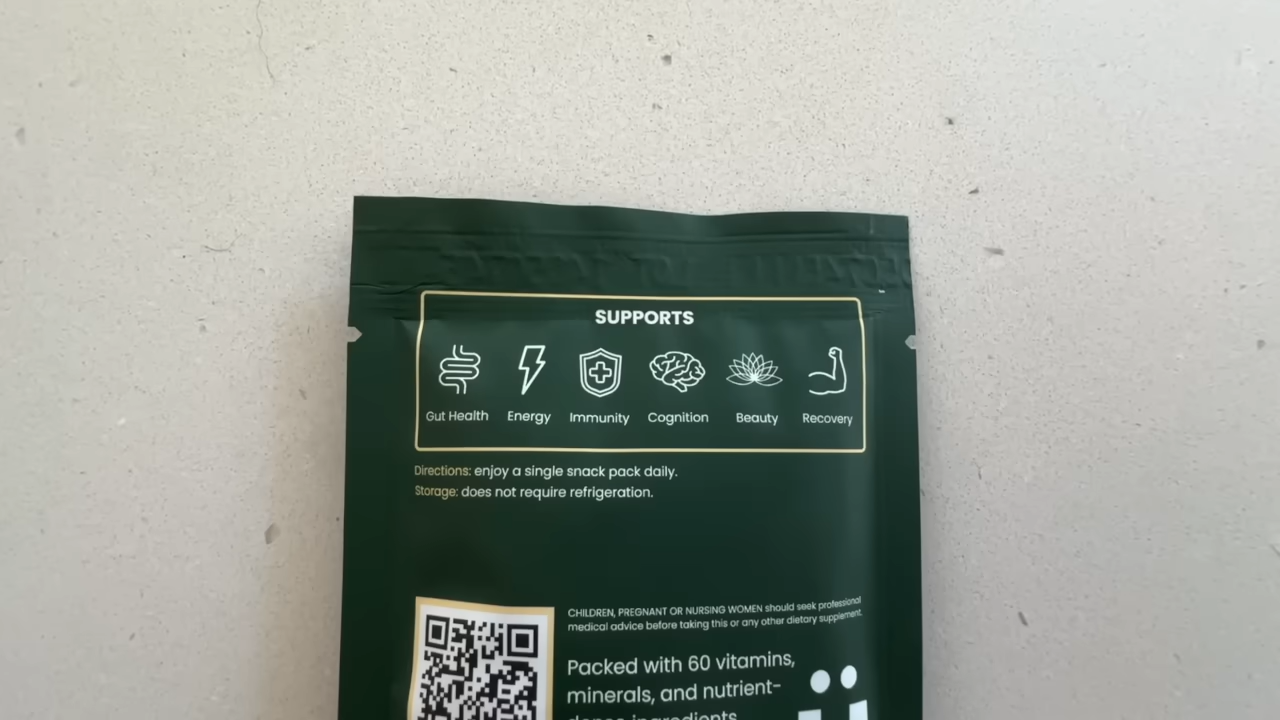 SUPPORTS
Gut Health Energy Immunity Cognition Beauty Recovery
Directions: enjoy a single snack pack daily.
Storage: does not require refrigeration.
CHILDREN, PREGNANT OR NURSING WOMEN should seek professional
medical advice before taking this or any other dietary supplement.
Packed with 60 vitamins,
minerals, and nutrient-
dense ingredients